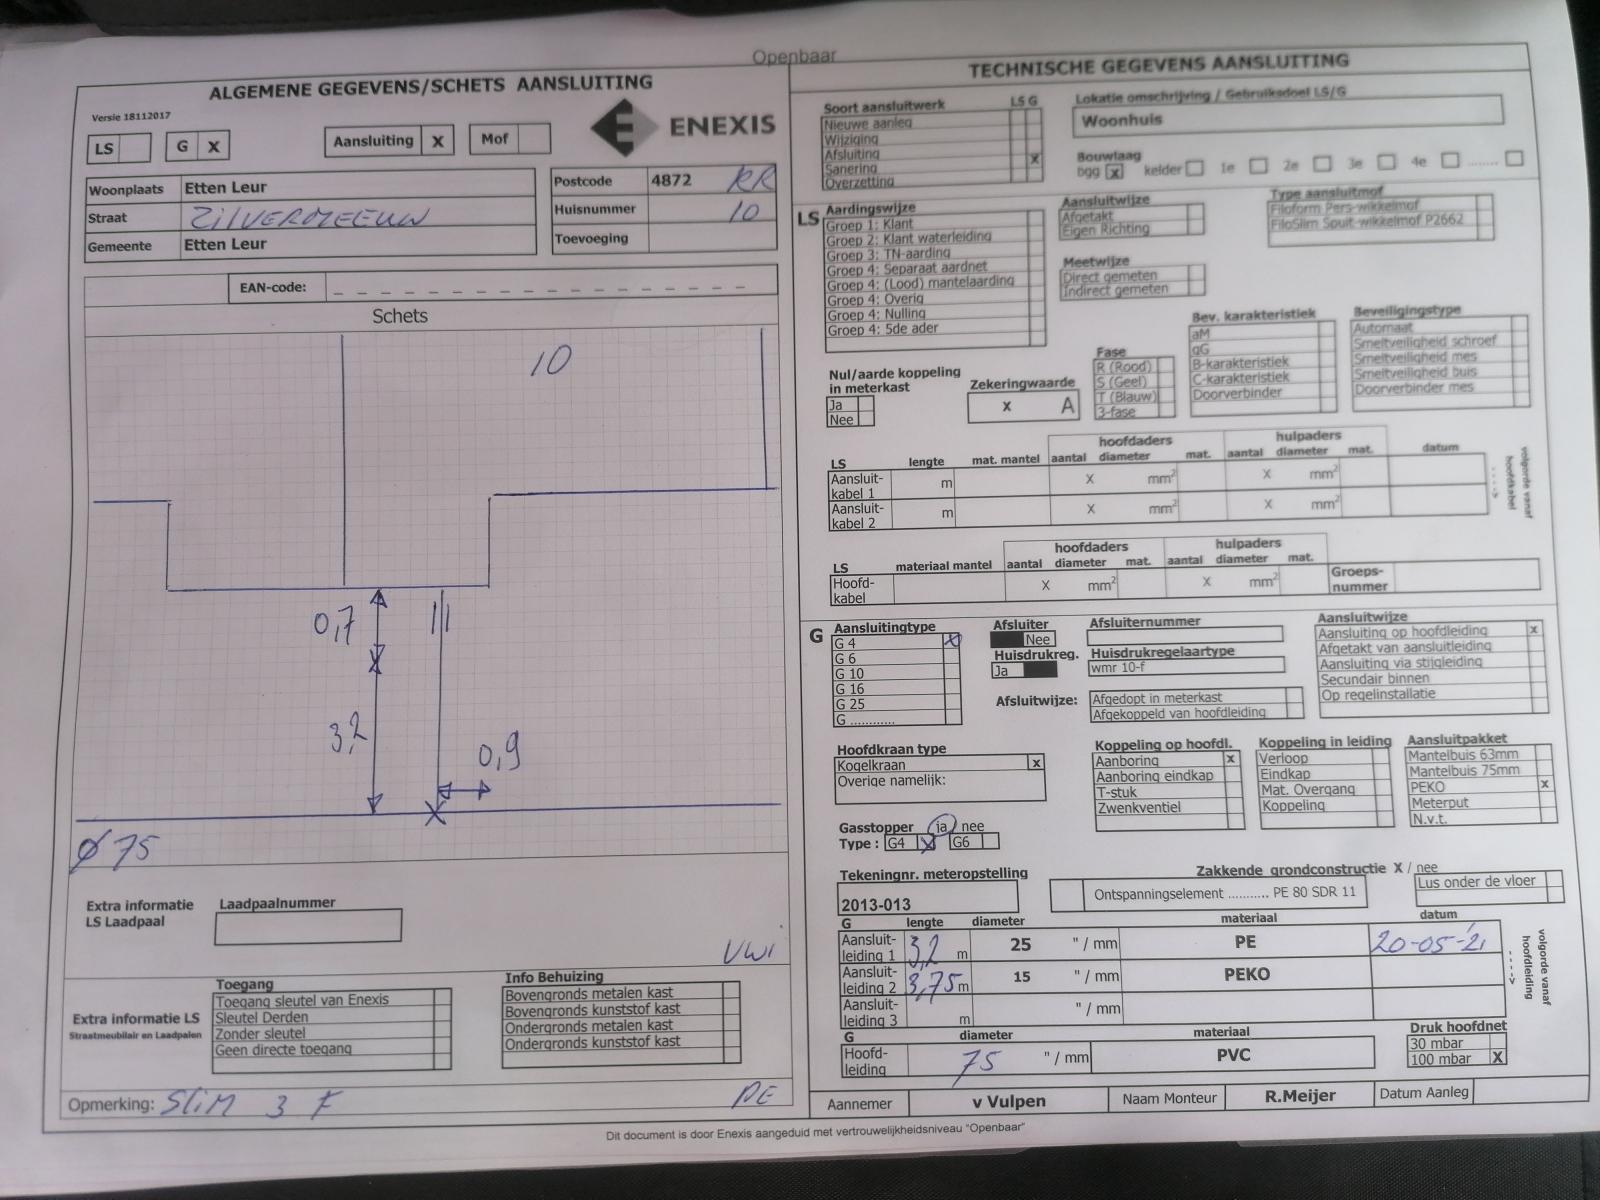 Openbaar
ALGEMENE GEGEVENS/SCHETS AANSLUITING
Versie 18112017
LS
G X
Aansluiting X
Mof
ENEXIS
Woonplaats Etten Leur
Straat ZILVERMEEUW
Gemeente Etten Leur
Postcode 4872 RR
Huisnummer 10
Toevoeging
EAN-code: _ _ _ _ _ _ _ _ _ _ _ _ _ _ _ _ _ _
Schets
10
0,7
3,2
0,9
Ø 75
Extra informatie
LS Laadpaal
Laadpaalnummer
VWI
Toegang
Toegang sleutel van Enexis
Sleutel Derden
Zonder sleutel
Geen directe toegang
Extra informatie LS
Straatmeubilair en Laadpalen
Info Behuizing
Bovengronds metalen kast
Bovengronds kunststof kast
Ondergronds metalen kast
Ondergronds kunststof kast
Opmerking: SLIM 3 F
PE
TECHNISCHE GEGEVENS AANSLUITING
Soort aansluitwerk LS G
Nieuwe aanleg
Wijziging
Afsluiting
Sanering X
Overzetting
Lokatie omschrijving / Gebruiksdoel LS/G
Woonhuis
Bouwlaag
bgg X kelder 1e 2e 3e 4e ........
LS
Aardingswijze
Groep 1: Klant
Groep 2: Klant waterleiding
Groep 3: TN-aarding
Groep 4: Separaat aardnet
Groep 4: (Lood) mantelaarding
Groep 4: Overig
Groep 4: Nulling
Groep 4: 5de ader
Aansluitwijze
Afgetakt
Eigen Richting
Type aansluitmof
Filoform Pers-wikkelmof
FiloSlim Spuit-wikkelmof P2662
Meetwijze
Direct gemeten
Indirect gemeten
Nul/aarde koppeling
in meterkast
Ja
Nee
Zekeringwaarde
x A
Fase
R (Rood)
S (Geel)
T (Blauw)
3-fase
Bev. karakteristiek
aM
gG
B-karakteristiek
C-karakteristiek
Doorverbinder
Beveiligingstype
Automaat
Smeltveiligheid schroef
Smeltveiligheid mes
Smeltveiligheid buis
Doorverbinder mes
hoofdaders hulpaders
LS lengte mat. mantel aantal diameter mat. aantal diameter mat. datum
Aansluit-
kabel 1 m X mm² X mm²
Aansluit-
kabel 2 m X mm² X mm²
volgorde vanaf
hoofdkabel
---->
hoofdaders hulpaders
LS materiaal mantel aantal diameter mat. aantal diameter mat.
Hoofd-
kabel X mm² X mm²
Groeps-
nummer
G
Aansluitingtype
G 4 X
G 6
G 10
G 16
G 25
G ............
Afsluiter
Nee
Afsluiternummer
Huisdrukreg.
Ja
Huisdrukregelaartype
wmr 10-f
Afsluitwijze:
Afgedopt in meterkast
Afgekoppeld van hoofdleiding
Aansluitwijze
Aansluiting op hoofdleiding x
Afgetakt van aansluitleiding
Aansluiting via stijgleiding
Secundair binnen
Op regelinstallatie
Hoofdkraan type
Kogelkraan x
Overige namelijk:
Koppeling op hoofdl.
Aanboring x
Aanboring eindkap
T-stuk
Zwenkventiel
Koppeling in leiding
Verloop
Eindkap
Mat. Overgang
Koppeling
Aansluitpakket
Mantelbuis 63mm
Mantelbuis 75mm
PEKO x
Meterput
N.v.t.
Gasstopper ja / nee
Type : G4 X G6
Tekeningnr. meteropstelling
2013-013
Zakkende grondconstructie X / nee
Ontspanningselement ........... PE 80 SDR 11
Lus onder de vloer
G lengte diameter materiaal datum
Aansluit-
leiding 1 3,2 m 25 " / mm PE 20-05-21
Aansluit-
leiding 2 3,75 m 15 " / mm PEKO
Aansluit-
leiding 3 m " / mm
volgorde vanaf
hoofdleiding
---->
G diameter materiaal
Hoofd-
leiding 75 " / mm PVC
Druk hoofdnet
30 mbar
100 mbar X
Aannemer v Vulpen Naam Monteur R.Meijer Datum Aanleg
Dit document is door Enexis aangeduid met vertrouwelijkheidsniveau "Openbaar"